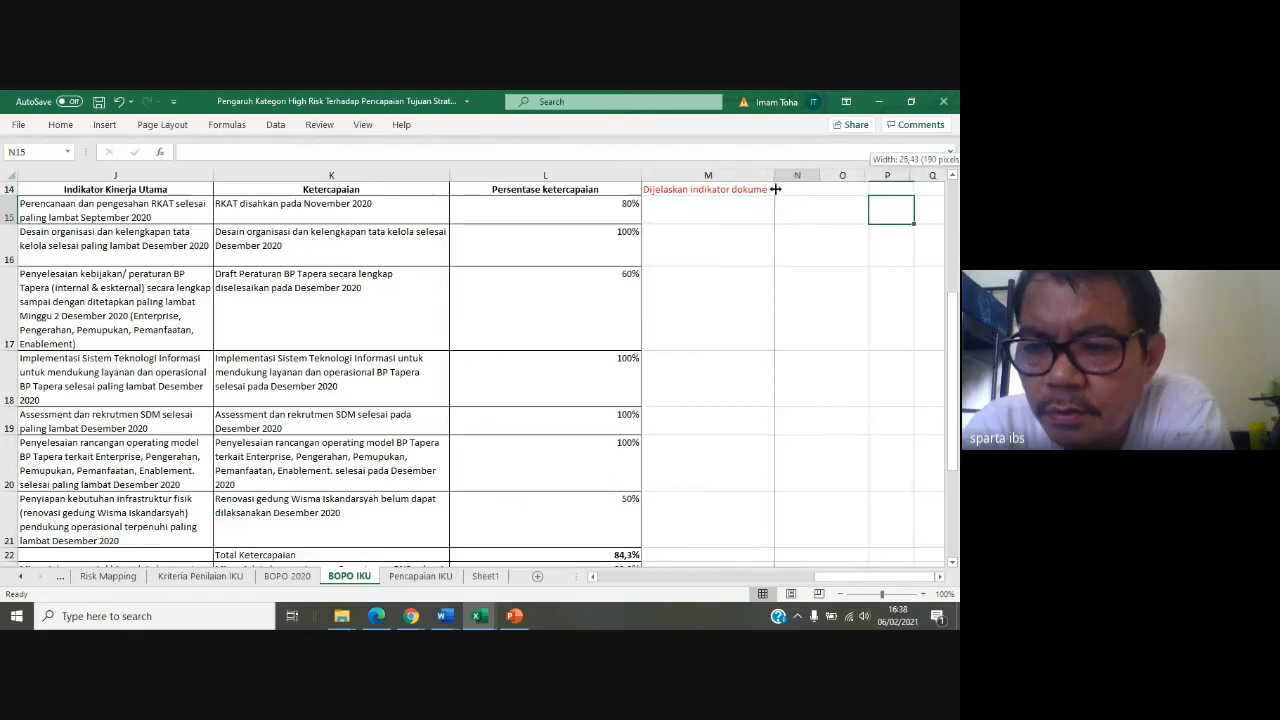 AutoSave Off
Pengaruh Kategori High Risk Terhadap Pencapaian Tujuan Strat...
Search
Imam Toha IT
File Home Insert Page Layout Formulas Data Review View Help
Share Comments
N15
fx
Width: 26,43 (190 pixels
J K L M N O P Q
14 Indikator Kinerja Utama Ketercapaian Persentase ketercapaian Dijelaskan indikator dokume
Perencanaan dan pengesahan RKAT selesai
paling lambat September 2020
RKAT disahkan pada November 2020
80%
15
Desain organisasi dan kelengkapan tata
kelola selesai paling lambat Desember 2020
Desain organisasi dan kelengkapan tata kelola selesai
Desember 2020
100%
16
Penyelesaian kebijakan/ peraturan BP
Tapera (internal & eskternal) secara lengkap
sampai dengan ditetapkan paling lambat
Minggu 2 Desember 2020 (Enterprise,
Pengerahan, Pemupukan, Pemanfaatan,
Enablement)
Draft Peraturan BP Tapera secara lengkap
diselesaikan pada Desember 2020
60%
17
Implementasi Sistem Teknologi Informasi
untuk mendukung layanan dan operasional
BP Tapera selesai paling lambat Desember
2020
Implementasi Sistem Teknologi Informasi untuk
mendukung layanan dan operasional BP Tapera
selesai pada Desember 2020
100%
18
Assessment dan rekrutmen SDM selesai
paling lambat Desember 2020
Assessment dan rekrutmen SDM selesai pada
Desember 2020
100%
19
Penyelesaian rancangan operating model
BP Tapera terkait Enterprise, Pengerahan,
Pemupukan, Pemanfaatan, Enablement.
selesai paling lambat Desember 2020
Penyelesaian rancangan operating model BP Tapera
terkait Enterprise, Pengerahan, Pemupukan,
Pemanfaatan, Enablement. selesai pada Desember
2020
100%
20
Penyiapan kebutuhan infrastruktur fisik
(renovasi gedung Wisma Iskandarsyah)
pendukung operasional terpenuhi paling
lambat Desember 2020
Renovasi gedung Wisma Iskandarsyah belum dapat
dilaksanakan Desember 2020
50%
21
22 Total Ketercapaian 84,3%
... Risk Mapping Kriteria Penilaian IKU BOPO 2020 BOPO IKU Pencapaian IKU Sheet1
Ready
100%
Type here to search
16:38
06/02/2021
1
sparta ibs